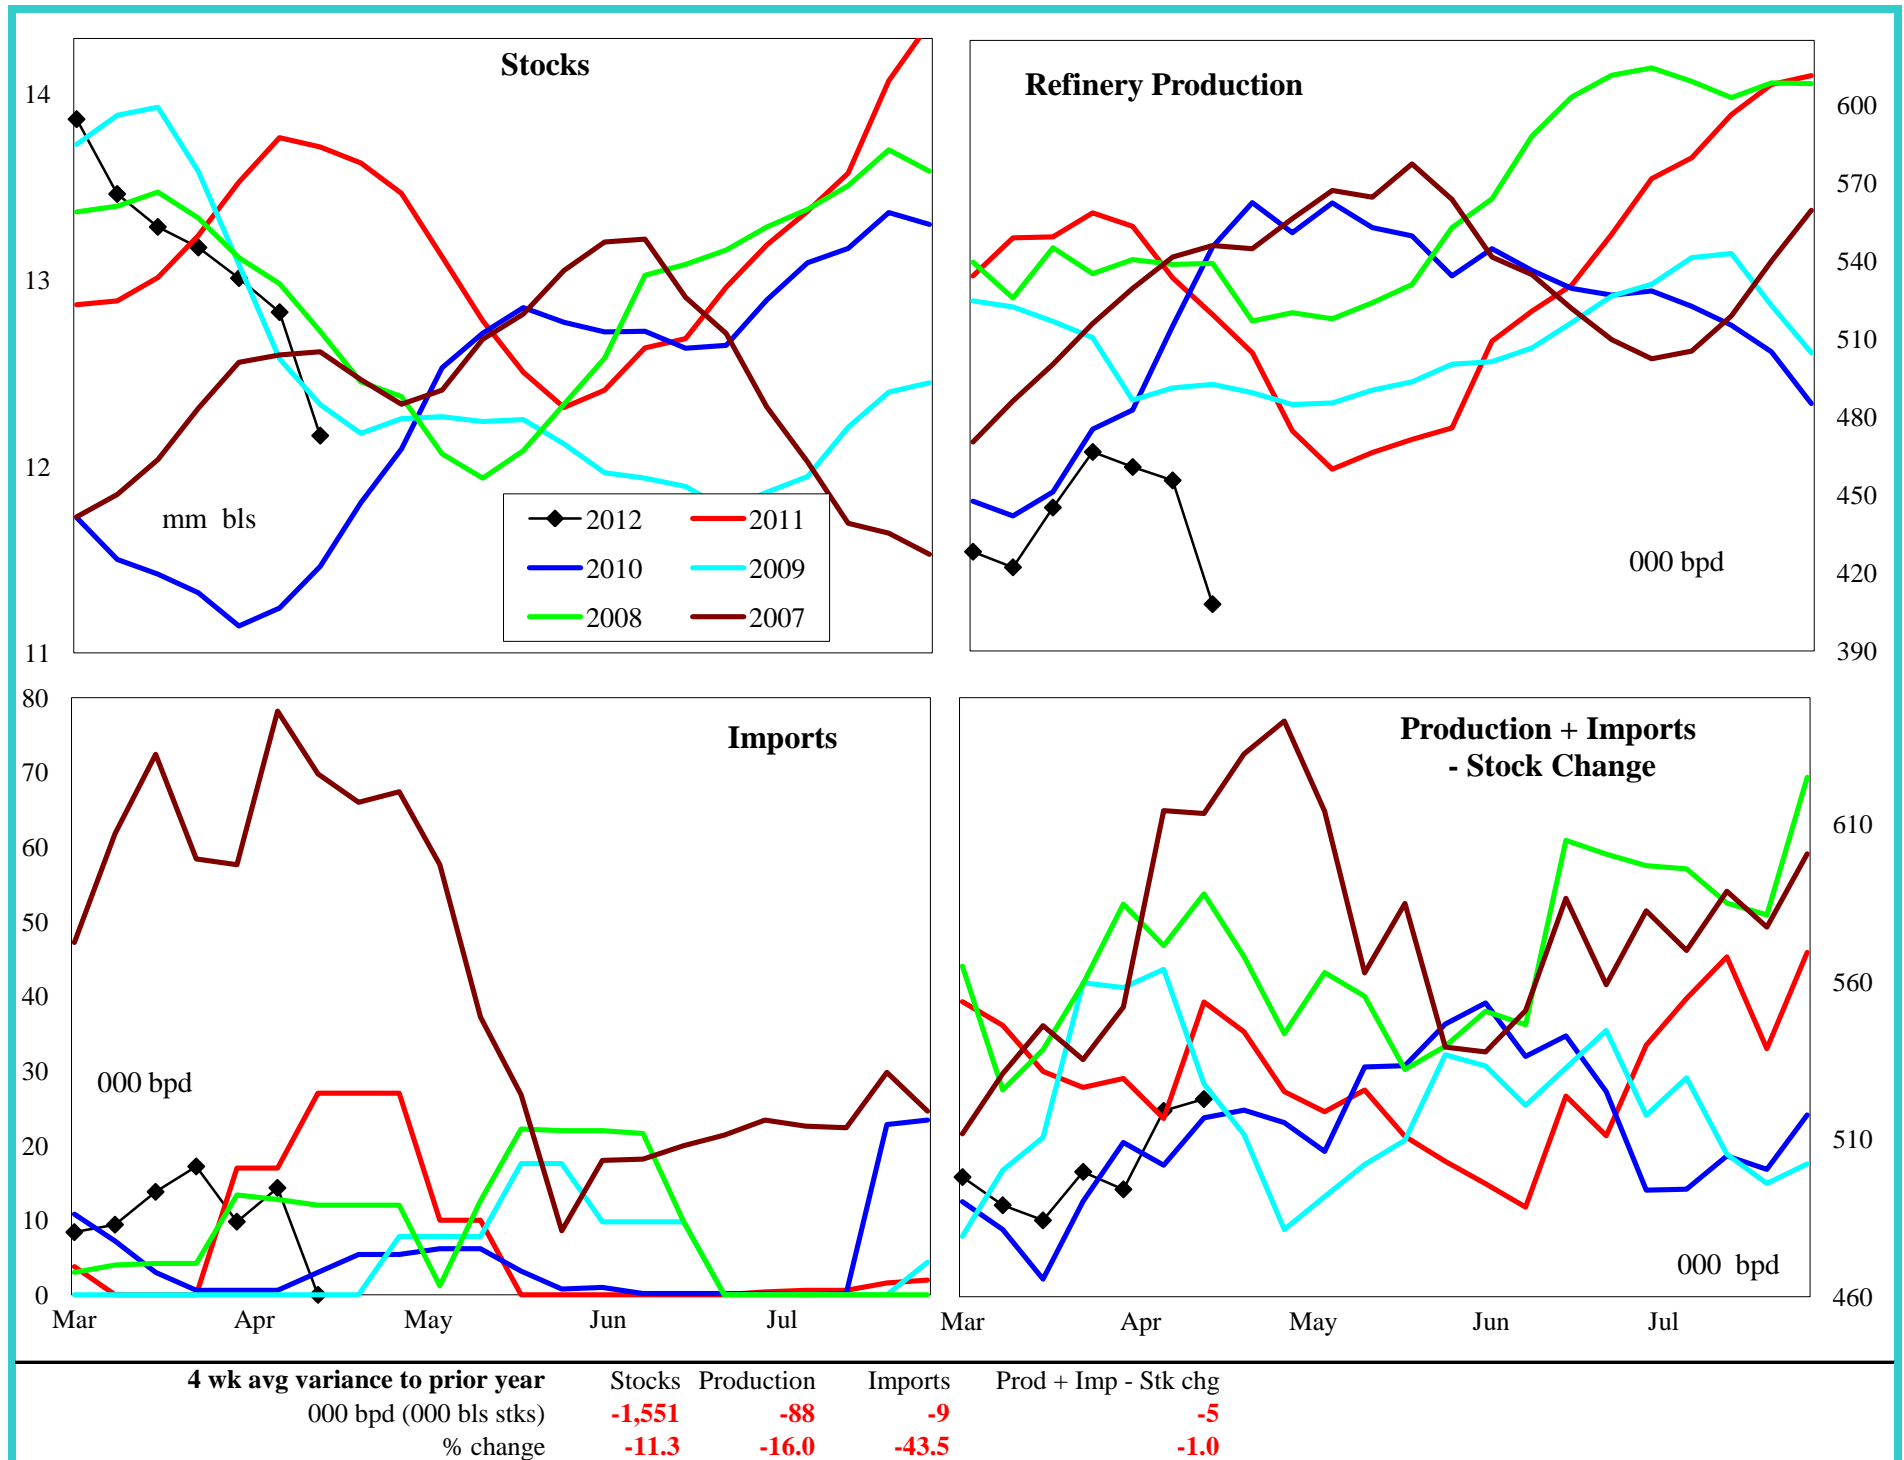 Stocks
14
13
12
11
mm bls
2012
2011
2010
2009
2008
2007
Refinery Production
600
570
540
510
480
450
420
390
000 bpd
Imports
80
70
60
50
40
30
20
10
0
000 bpd
Mar Apr May Jun Jul
Production + Imports
- Stock Change
610
560
510
460
000 bpd
Mar Apr May Jun Jul
4 wk avg variance to prior year Stocks Production Imports Prod + Imp - Stk chg
000 bpd (000 bls stks) -1,551 -88 -9 -5
% change -11.3 -16.0 -43.5 -1.0